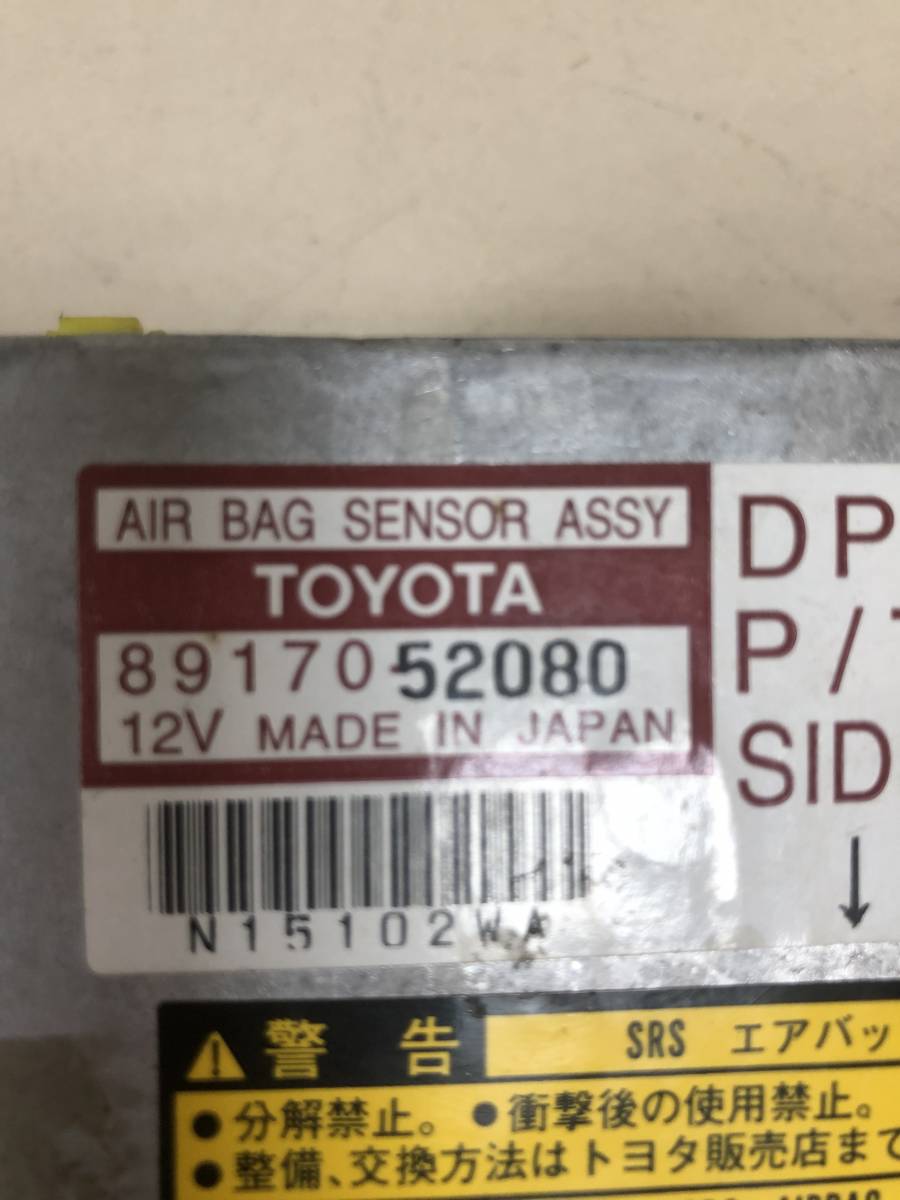 AIR BAG SENSOR ASSY
TOYOTA
89170-52080
12V MADE IN JAPAN
DP
P/
SID
↓
N15102WA
⚠警告 SRS エアバッ
●分解禁止。 ●衝撃後の使用禁止。
●整備、交換方法はトヨタ販売店まで